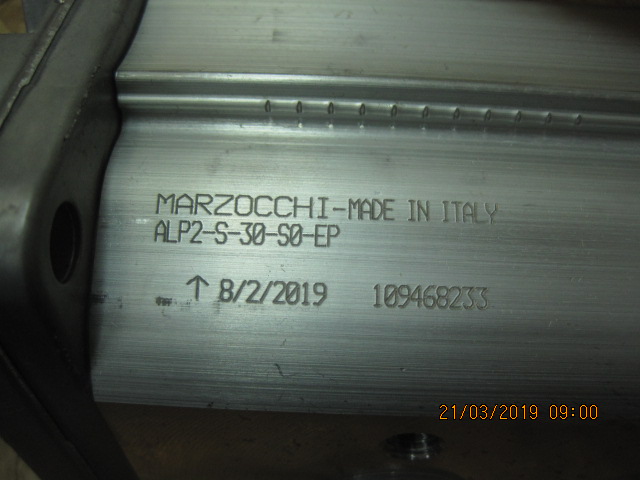 MARZOCCHI-MADE IN ITALY
ALP2-S-30-S0-EP
↑ 8/2/2019 109468233
21/03/2019 09:00